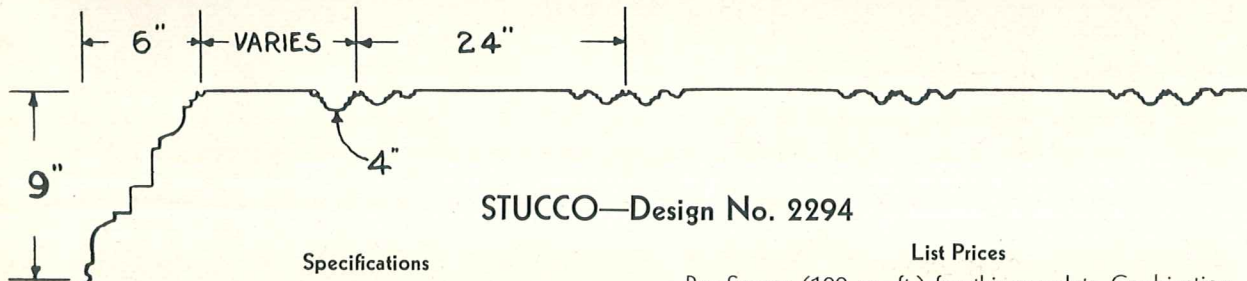 6" VARIES 24"
4"
9"
STUCCO—Design No. 2294
Specifications
List Prices